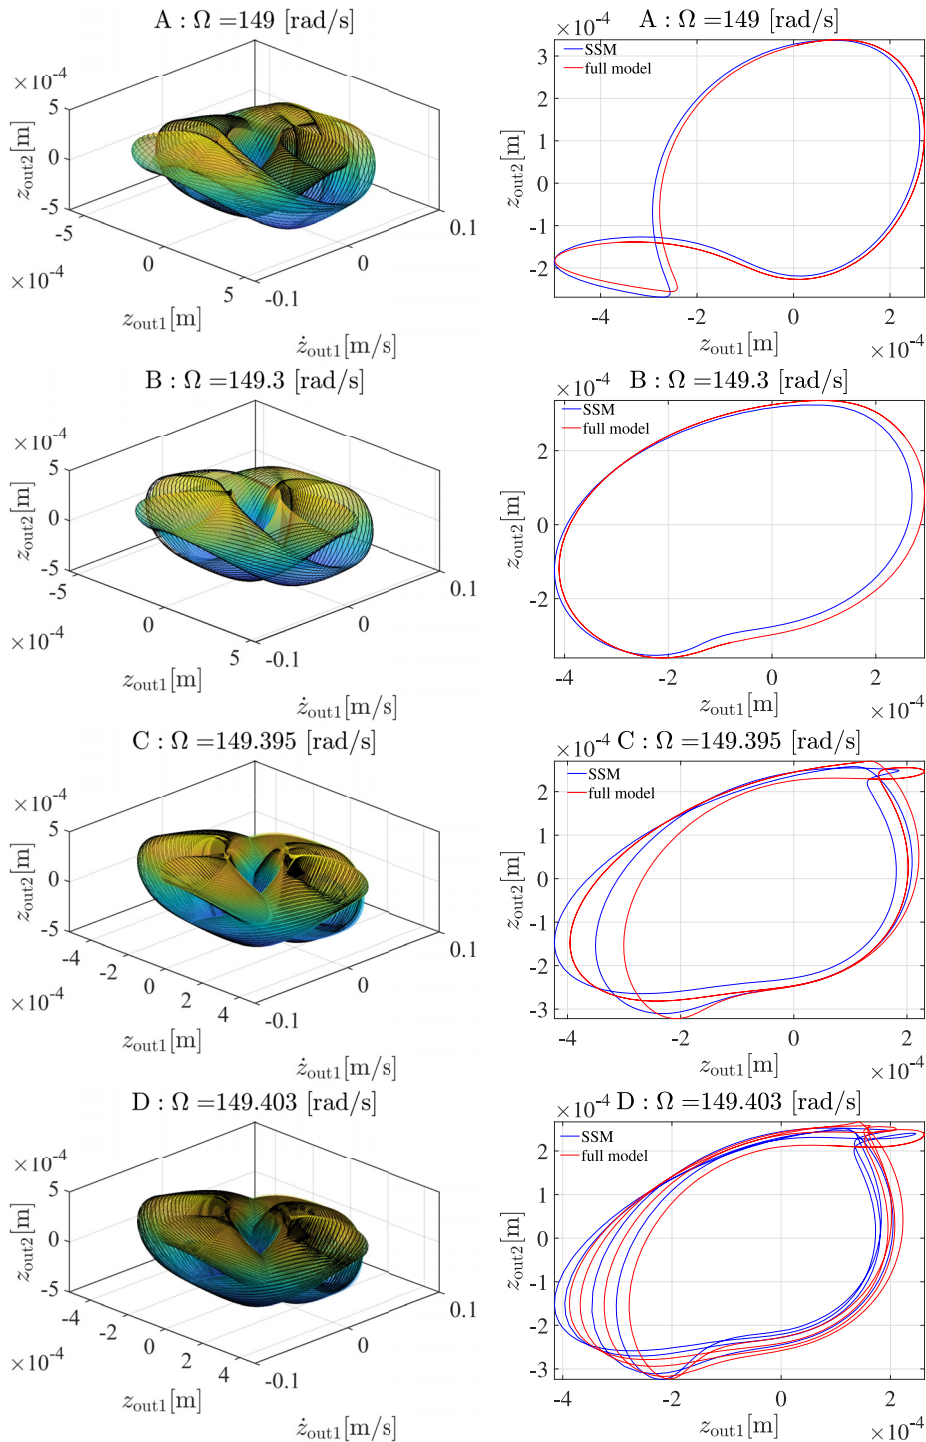 A : Ω =149 [rad/s]
×10^-4
5
0
-5
z_out2[m]
-5
0
5
×10^-4
z_out1[m]
-0.1
0
0.1
ż_out1[m/s]
A : Ω =149 [rad/s]
×10^-4
SSM
full model
3
2
1
0
-1
-2
z_out2[m]
-4
-2
0
2
z_out1[m]
×10^-4
B : Ω =149.3 [rad/s]
×10^-4
5
0
-5
z_out2[m]
-5
0
5
×10^-4
z_out1[m]
-0.1
0
0.1
ż_out1[m/s]
B : Ω =149.3 [rad/s]
×10^-4
SSM
full model
2
0
-2
z_out2[m]
-4
-2
0
2
z_out1[m]
×10^-4
C : Ω =149.395 [rad/s]
×10^-4
5
0
-5
z_out2[m]
-4
-2
0
2
4
×10^-4
z_out1[m]
-0.1
0
0.1
ż_out1[m/s]
C : Ω =149.395 [rad/s]
×10^-4
SSM
full model
2
1
0
-1
-2
-3
z_out2[m]
-4
-2
0
2
z_out1[m]
×10^-4
D : Ω =149.403 [rad/s]
×10^-4
5
0
-5
z_out2[m]
-4
-2
0
2
4
×10^-4
z_out1[m]
-0.1
0
0.1
ż_out1[m/s]
D : Ω =149.403 [rad/s]
×10^-4
SSM
full model
2
1
0
-1
-2
-3
z_out2[m]
-4
-2
0
2
z_out1[m]
×10^-4